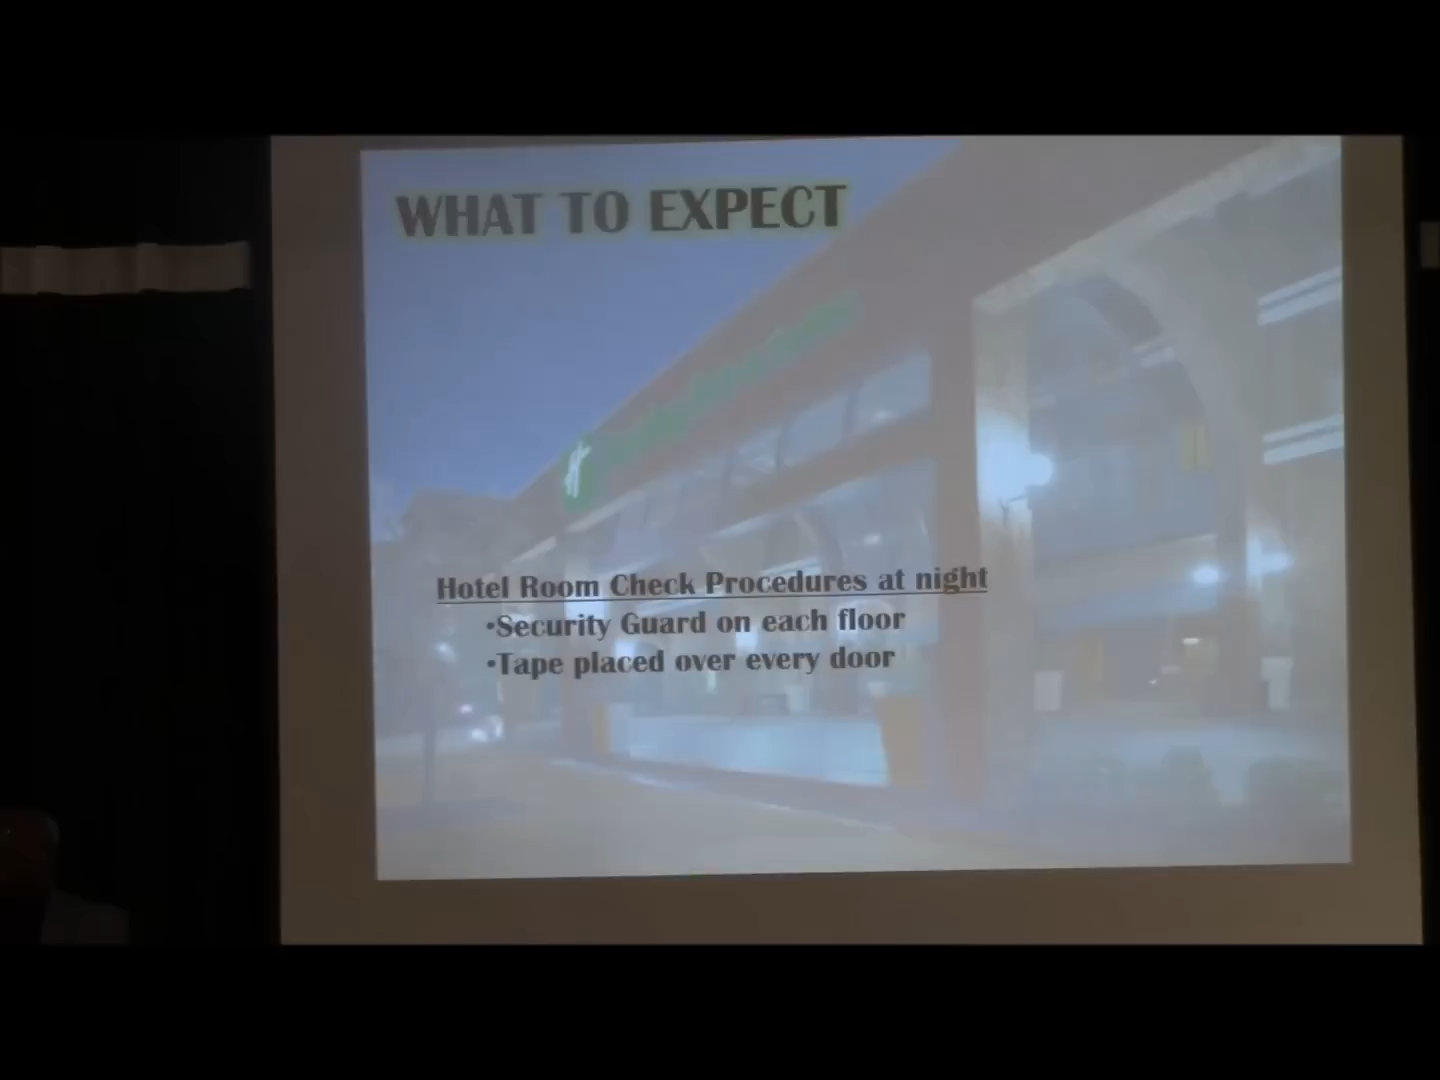 WHAT TO EXPECT
Hotel Room Check Procedures at night
•Security Guard on each floor
•Tape placed over every door